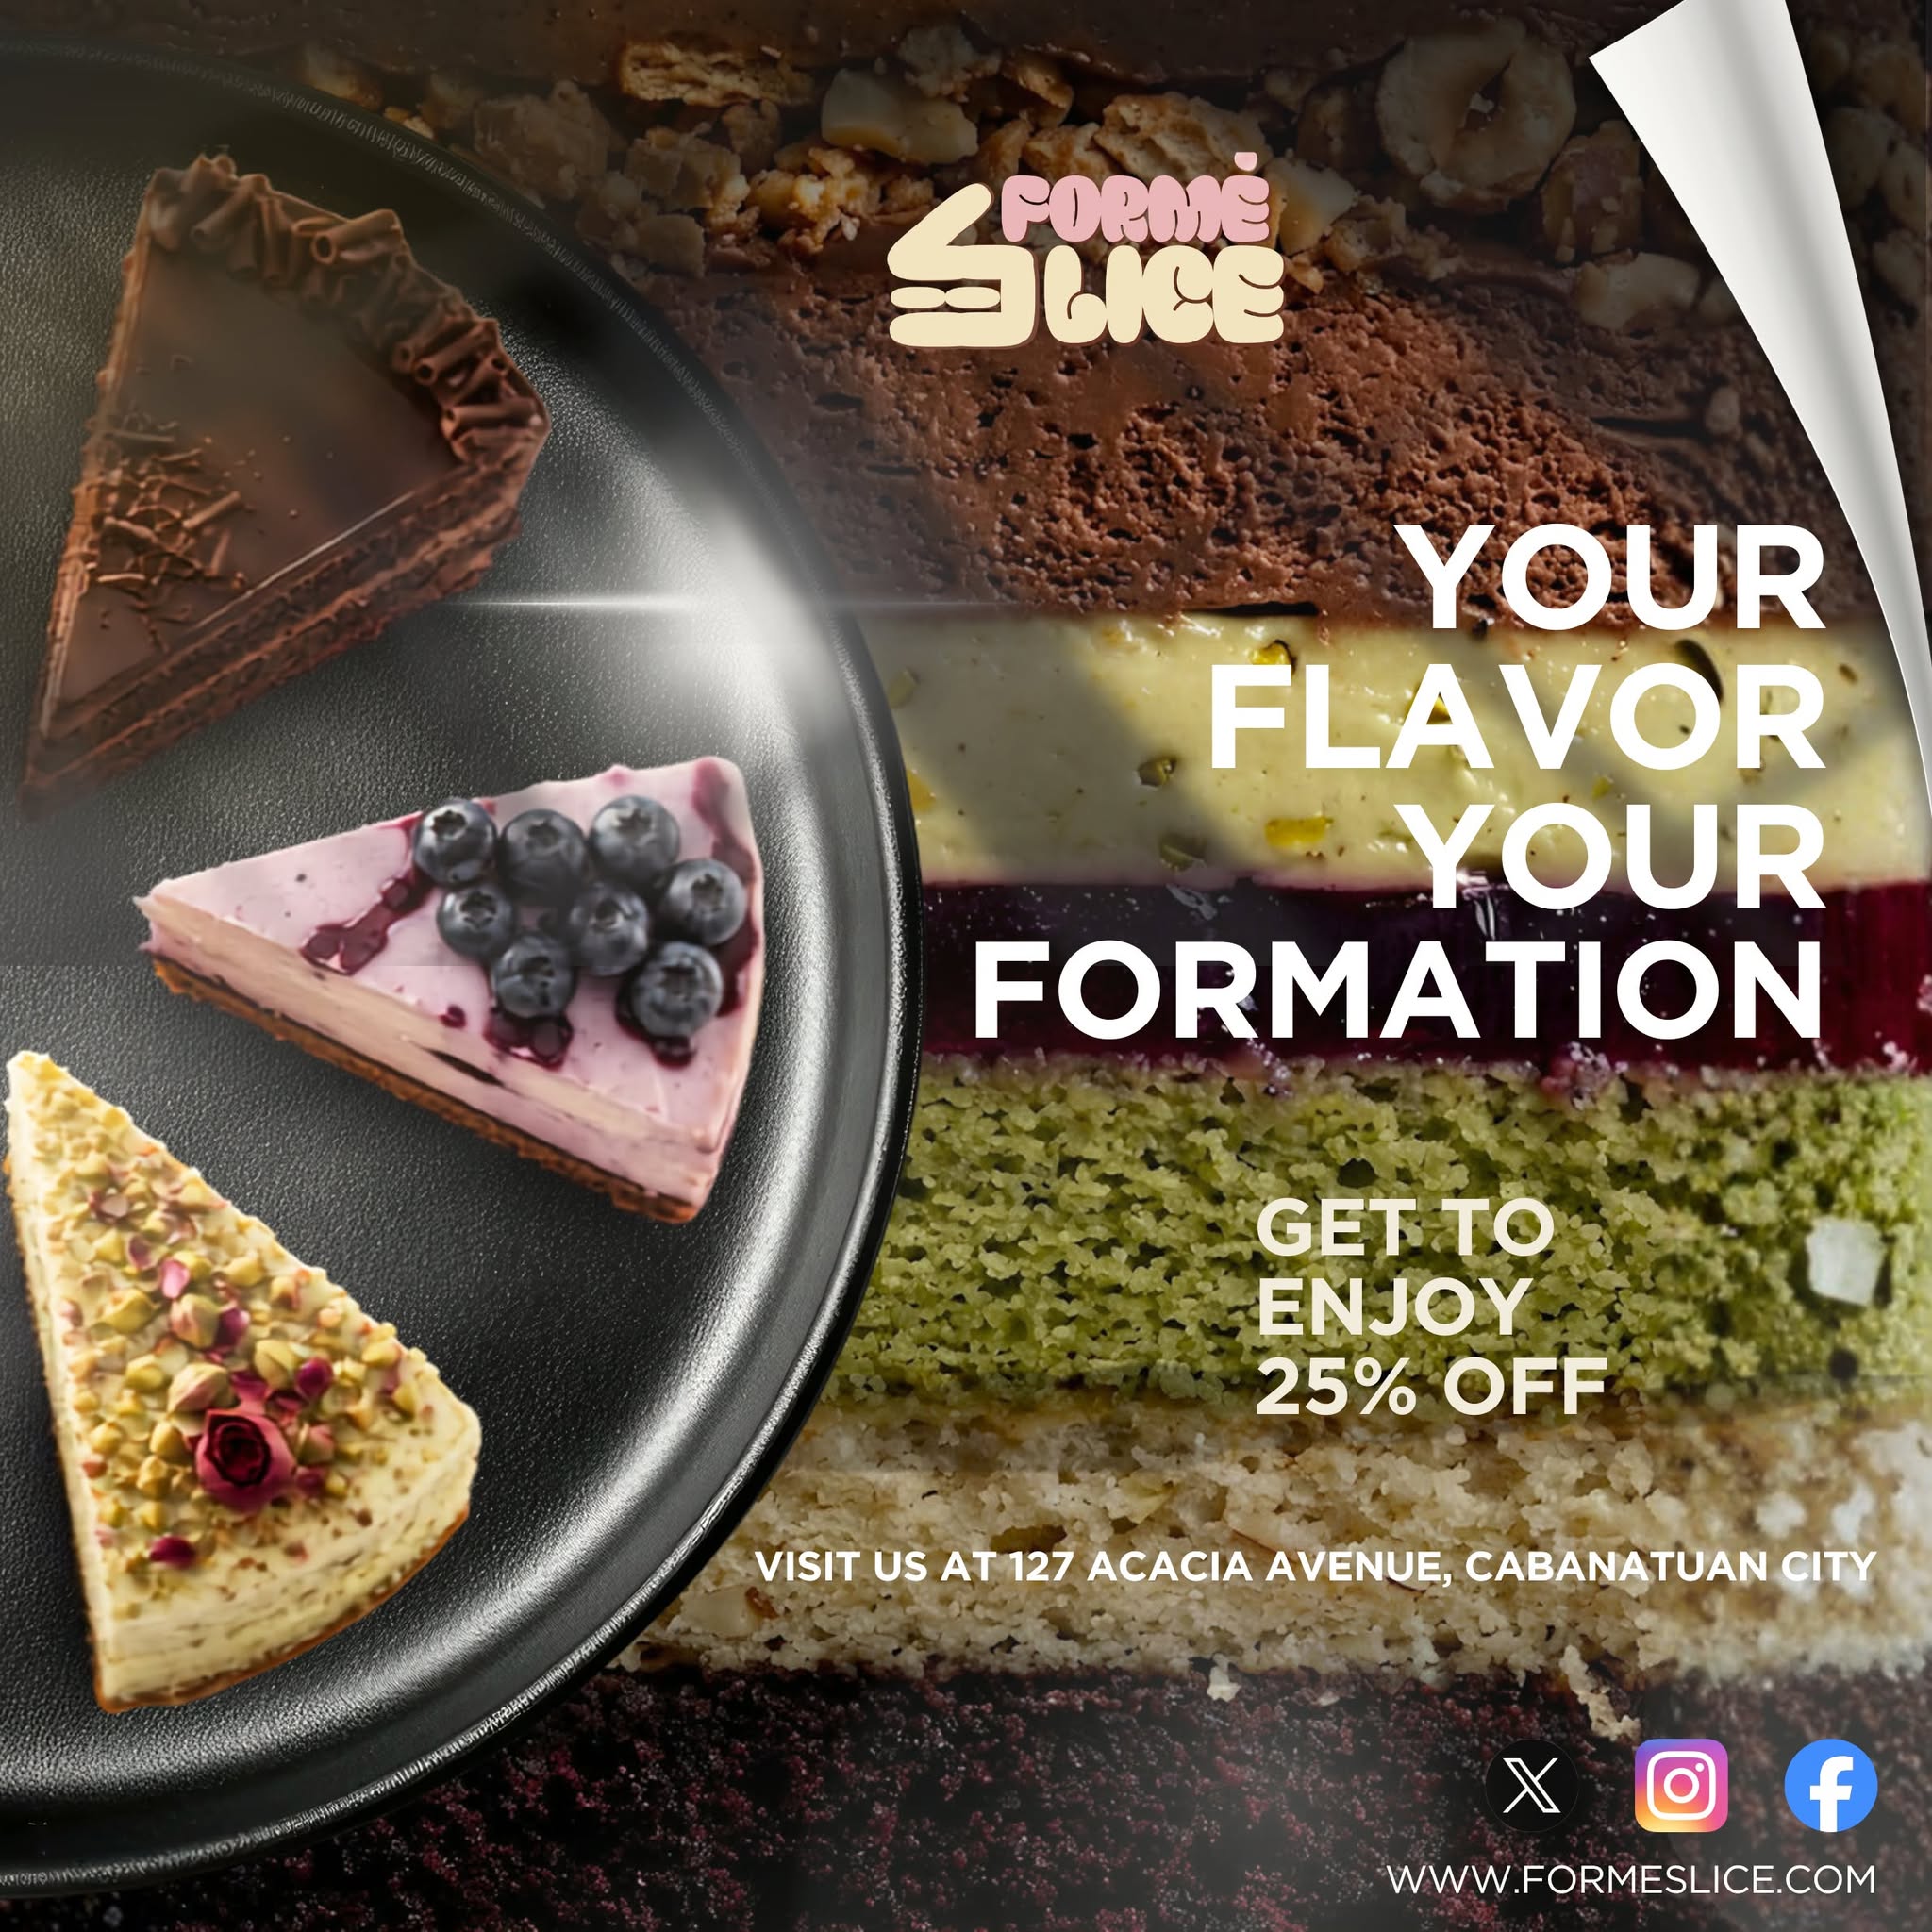 FORMÉ
SLICE
YOUR
FLAVOR
YOUR
FORMATION
GET TO
ENJOY
25% OFF
VISIT US AT 127 ACACIA AVENUE, CABANATUAN CITY
WWW.FORMESLICE.COM